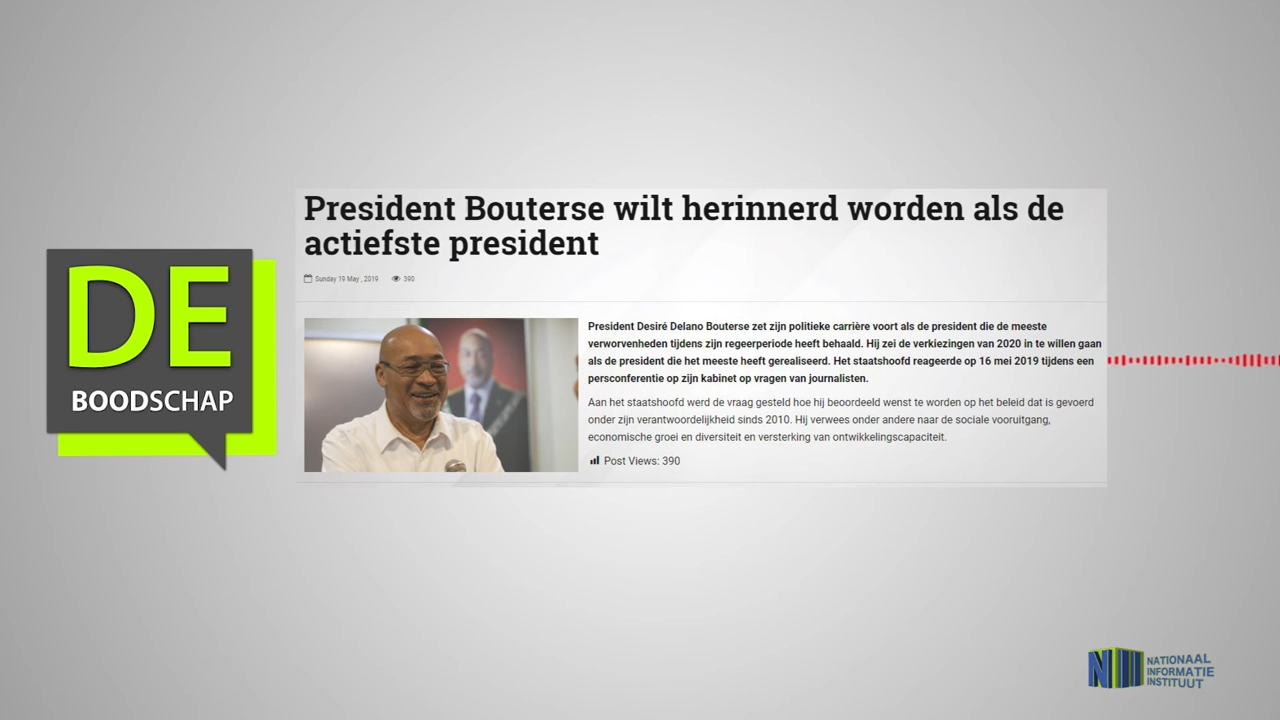 President Bouterse wilt herinnerd worden als de
actiefste president
Sunday 19 May , 2019 390
DE
BOODSCHAP
President Desiré Delano Bouterse zet zijn politieke carrière voort als de president die de meeste
verworvenheden tijdens zijn regeerperiode heeft behaald. Hij zei de verkiezingen van 2020 in te willen gaan
als de president die het meeste heeft gerealiseerd. Het staatshoofd reageerde op 16 mei 2019 tijdens een
persconferentie op zijn kabinet op vragen van journalisten.
Aan het staatshoofd werd de vraag gesteld hoe hij beoordeeld wenst te worden op het beleid dat is gevoerd
onder zijn verantwoordelijkheid sinds 2010. Hij verwees onder andere naar de sociale vooruitgang,
economische groei en diversiteit en versterking van ontwikkelingscapaciteit.
Post Views: 390
NII
NATIONAAL
INFORMATIE
INSTITUUT